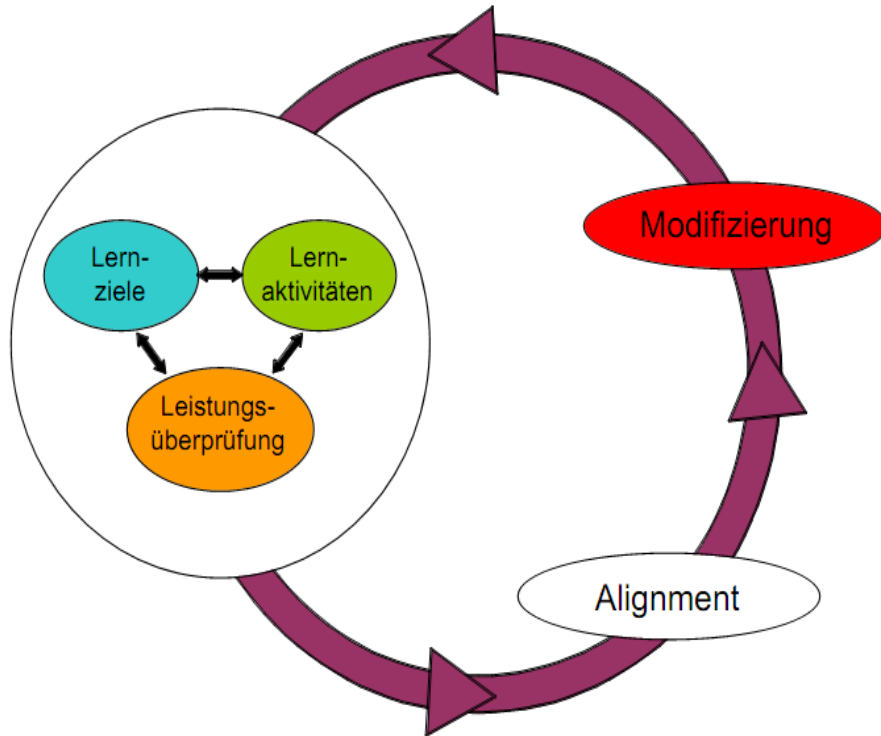 Lern-
ziele
Lern-
aktivitäten
Leistungs-
überprüfung
Modifizierung
Alignment